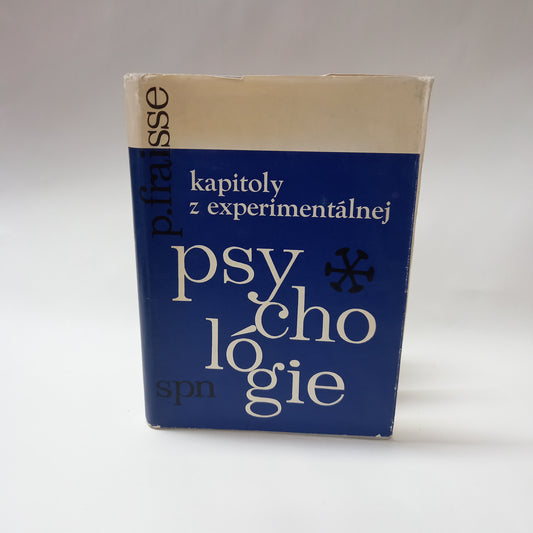 p.fraisse
kapitoly
z experimentálnej
psy
cho
ló
gie
spn